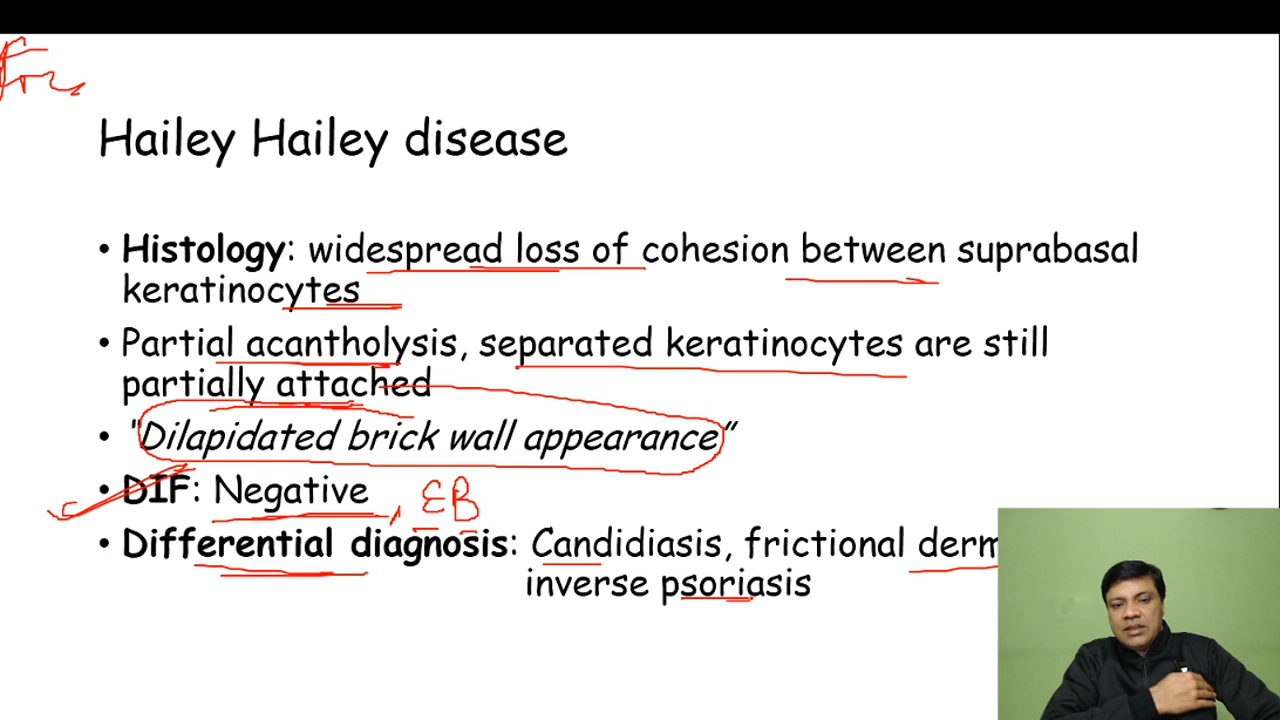 Hailey Hailey disease
• Histology: widespread loss of cohesion between suprabasal
keratinocytes
• Partial acantholysis, separated keratinocytes are still
partially attached
• "Dilapidated brick wall appearance"
• DIF: Negative, EB
• Differential diagnosis: Candidiasis, frictional derm
inverse psoriasis